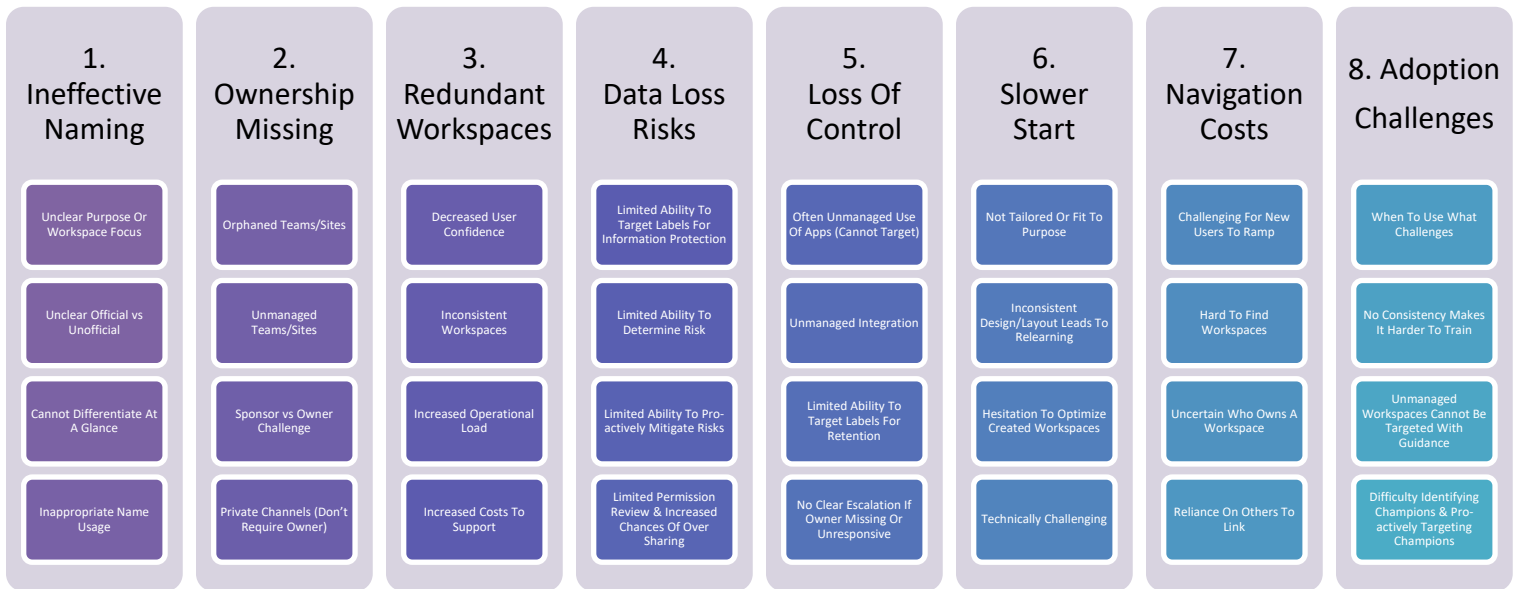 1.
Ineffective
Naming
Unclear Purpose Or
Workspace Focus
Unclear Official vs
Unofficial
Cannot Differentiate At
A Glance
Inappropriate Name
Usage
2.
Ownership
Missing
Orphaned Teams/Sites
Unmanaged
Teams/Sites
Sponsor vs Owner
Challenge
Private Channels (Don't
Require Owner)
3.
Redundant
Workspaces
Decreased User
Confidence
Inconsistent
Workspaces
Increased Operational
Load
Increased Costs To
Support
4.
Data Loss
Risks
Limited Ability To
Target Labels For
Information Protection
Limited Ability To
Determine Risk
Limited Ability To Pro-
actively Mitigate Risks
Limited Permission
Review & Increased
Chances Of Over
Sharing
5.
Loss Of
Control
Often Unmanaged Use
Of Apps (Cannot Target)
Unmanaged Integration
Limited Ability To
Target Labels For
Retention
No Clear Escalation If
Owner Missing Or
Unresponsive
6.
Slower
Start
Not Tailored Or Fit To
Purpose
Inconsistent
Design/Layout Leads To
Relearning
Hesitation To Optimize
Created Workspaces
Technically Challenging
7.
Navigation
Costs
Challenging For New
Users To Ramp
Hard To Find
Workspaces
Uncertain Who Owns A
Workspace
Reliance On Others To
Link
8. Adoption
Challenges
When To Use What
Challenges
No Consistency Makes
It Harder To Train
Unmanaged
Workspaces Cannot Be
Targeted With
Guidance
Difficulty Identifying
Champions & Pro-
actively Targeting
Champions